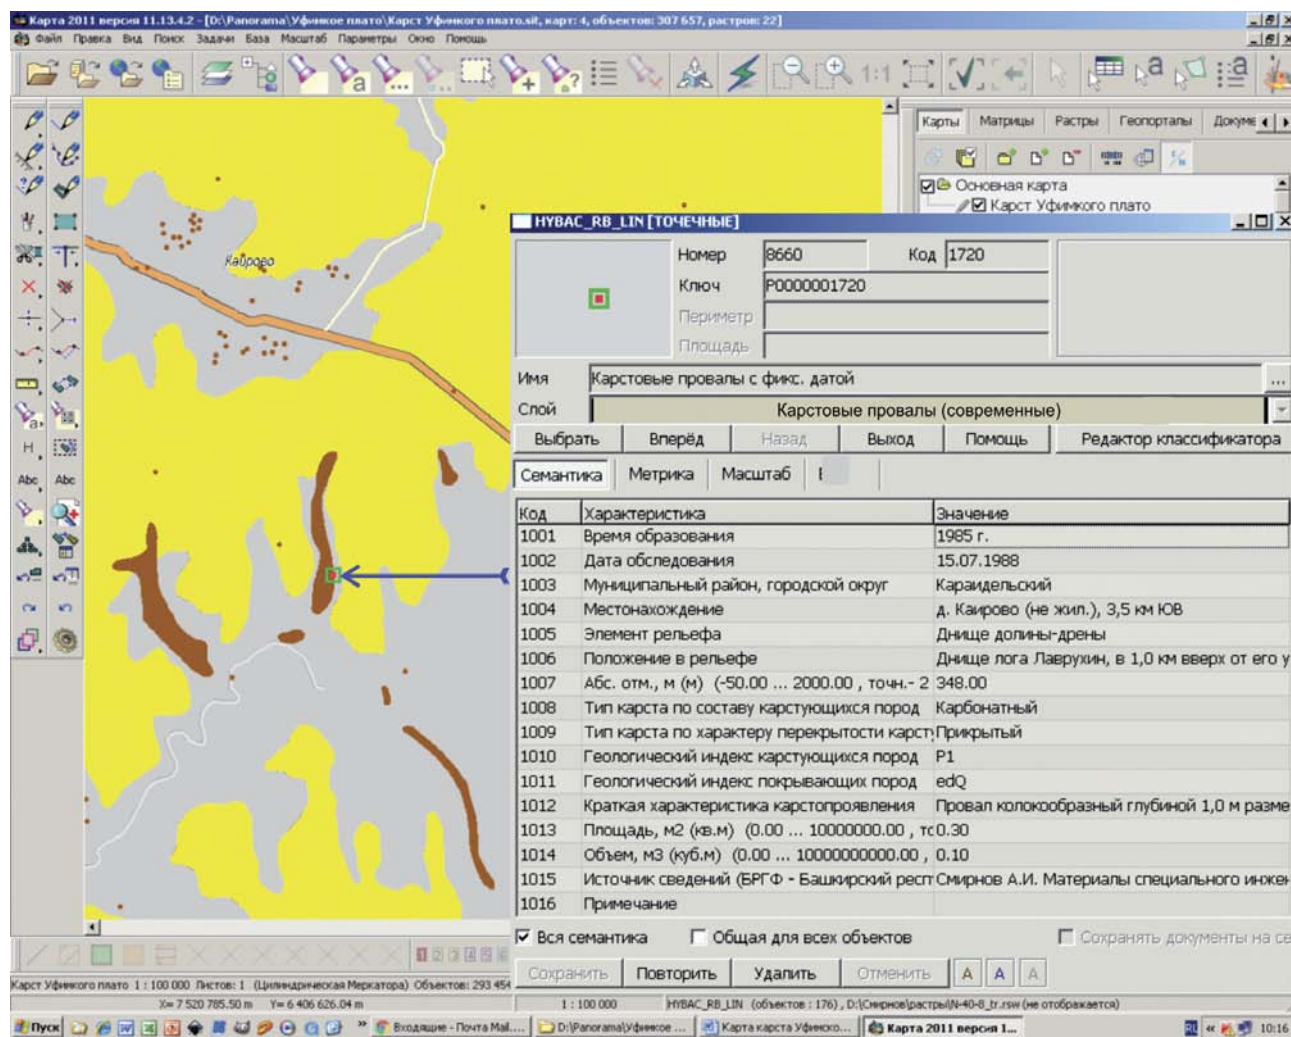 Карта 2011 версия 11.13.4.2 - [D:\Panorama\Уфинкое плато\Карст Уфимкого плато.sit, карт: 4, объектов: 307 657, растров: 22]
Файл Правка Вид Поиск Задачи База Масштаб Параметры Окно Помощь
1:1
Карты Матрицы Растры Геопорталы Докуме
Основная карта
Карст Уфимкого плато
Каирово
HYBAC_RB_LIN [ТОЧЕЧНЫЕ]
Номер 8660 Код 1720
Ключ P0000001720
Периметр
Площадь
Имя Карстовые провалы с фикс. датой ...
Слой Карстовые провалы (современные)
Выбрать Вперёд Назад Выход Помощь Редактор классификатора
Семантика Метрика Масштаб
Код Характеристика Значение
1001 Время образования 1985 г.
1002 Дата обследования 15.07.1988
1003 Муниципальный район, городской округ Караидельский
1004 Местонахождение д. Каирово (не жил.), 3,5 км ЮВ
1005 Элемент рельефа Днище долины-дрены
1006 Положение в рельефе Днище лога Лаврухин, в 1,0 км вверх от его у
1007 Абс. отм., м (м) (-50.00 ... 2000.00 , точн.- 2 348.00
1008 Тип карста по составу карстующихся пород Карбонатный
1009 Тип карста по характеру перекрытости карст Прикрытый
1010 Геологический индекс карстующихся пород P1
1011 Геологический индекс покрывающих пород edQ
1012 Краткая характеристика карстопроявления Провал колокообразный глубиной 1,0 м разме
1013 Площадь, м2 (кв.м) (0.00 ... 10000000.00 , то 0.30
1014 Объем, м3 (куб.м) (0.00 ... 10000000000.00 , 0.10
1015 Источник сведений (БРГФ - Башкирский респ Смирнов А.И. Материалы специального инжен
1016 Примечание
Вся семантика Общая для всех объектов Сохранять документы на се
Сохранить Повторить Удалить Отменить A A A
Карст Уфимкого плато 1 : 100 000 Листов: 1 (Цилиндрическая Меркатора) Объектов: 293 454
X= 7 520 785.50 m Y= 6 406 626.04 m 1 : 100 000 HYBAC_RB_LIN (объектов : 176) , D:\Смирнов\растры\N-40-8_tr.rsw (не отображается)
Пуск Входящие - Почта Mail.... D:\Panorama\Уфимкое ... Карта карста Уфимско... Карта 2011 версия 1... RU 10:16